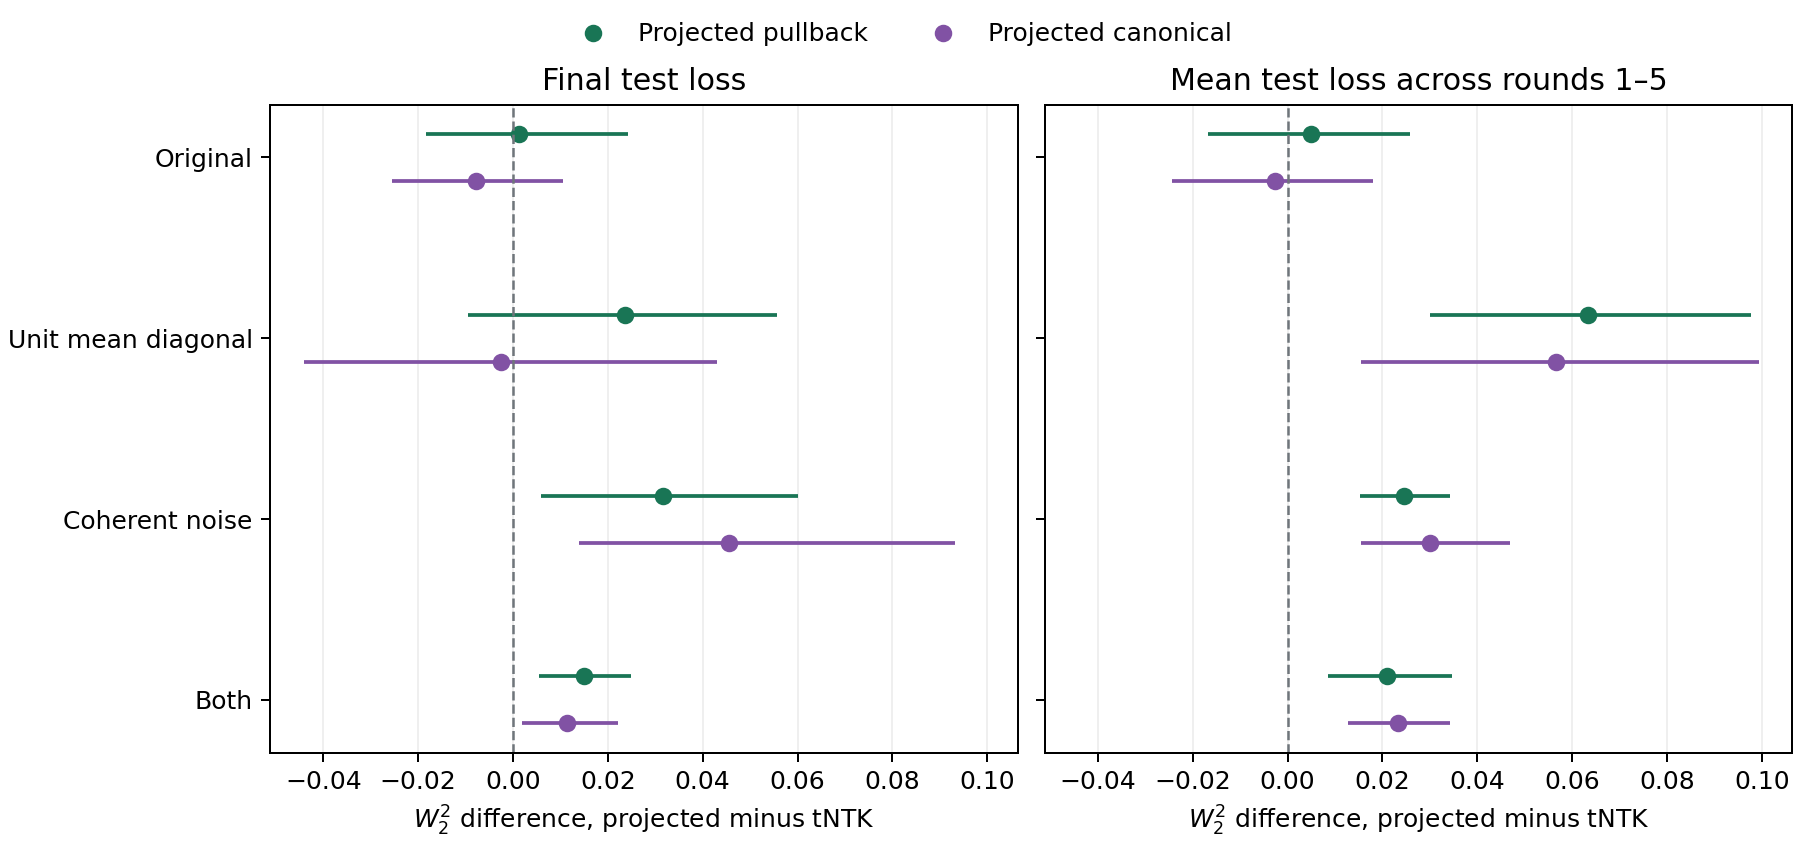 Projected pullback
Projected canonical
Final test loss
Mean test loss across rounds 1–5
Original
Unit mean diagonal
Coherent noise
Both
−0.04 −0.02 0.00 0.02 0.04 0.06 0.08 0.10
−0.04 −0.02 0.00 0.02 0.04 0.06 0.08 0.10
W₂² difference, projected minus tNTK
W₂² difference, projected minus tNTK